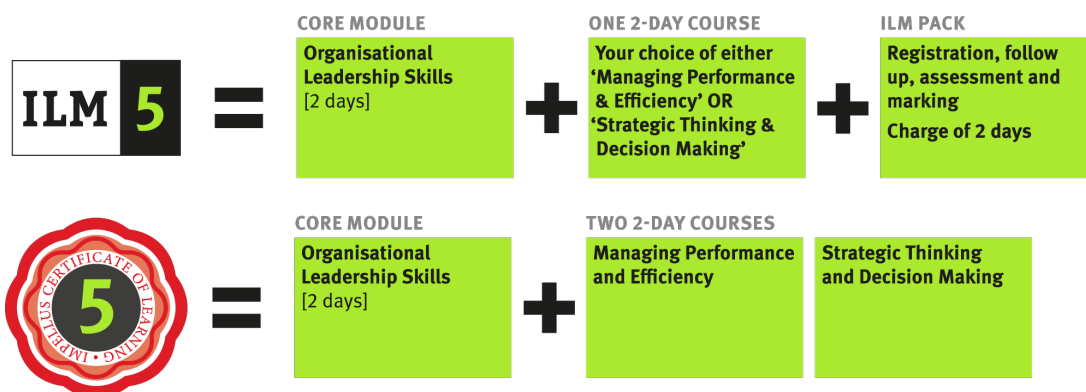 CORE MODULE
ONE 2-DAY COURSE
ILM PACK
ILM 5
=
Organisational
Leadership Skills
[2 days]
+
Your choice of either
‘Managing Performance
& Efficiency’ OR
‘Strategic Thinking &
Decision Making’
+
Registration, follow
up, assessment and
marking
Charge of 2 days
CORE MODULE
TWO 2-DAY COURSES
IMPELLUS CERTIFICATE OF LEARNING •
5
=
Organisational
Leadership Skills
[2 days]
+
Managing Performance
and Efficiency
Strategic Thinking
and Decision Making